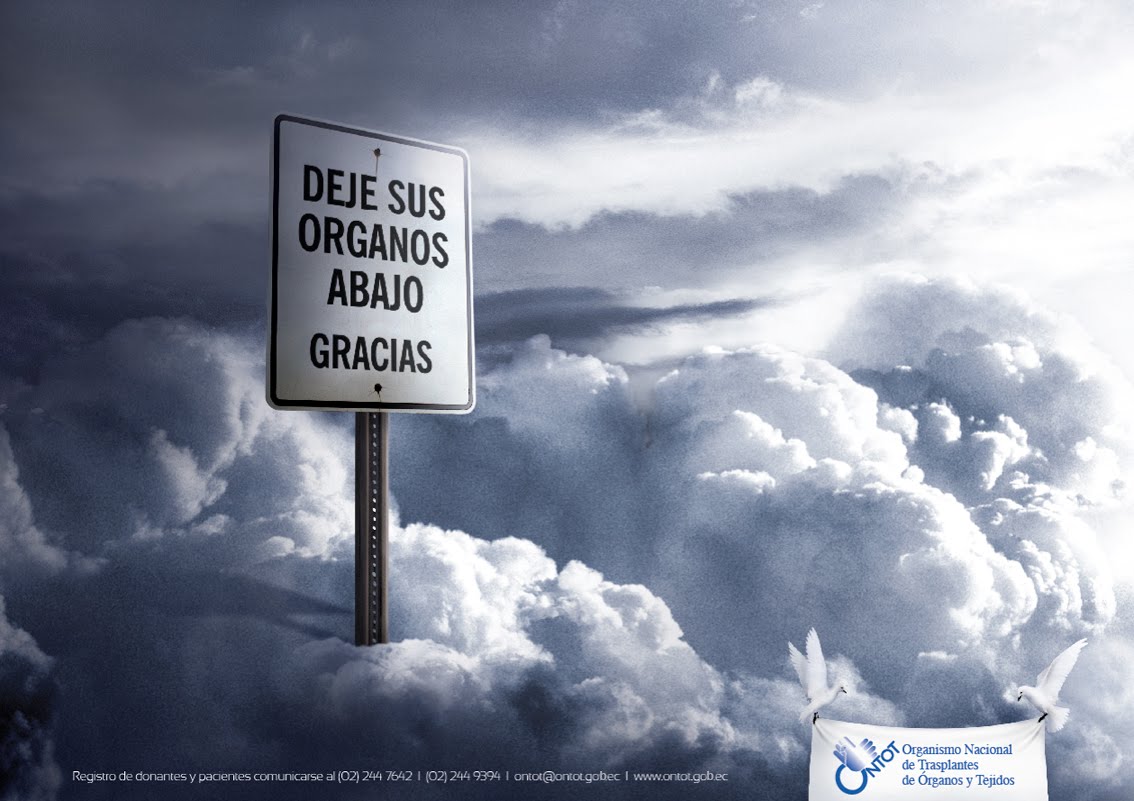 DEJE SUS
ORGANOS
ABAJO
GRACIAS
Registro de donantes y pacientes comunicarse al (02) 244 7642 | (02) 244 9394 | ontot@ontot.gob.ec | www.ontot.gob.ec
ONTOT
Organismo Nacional
de Trasplantes
de Órganos y Tejidos